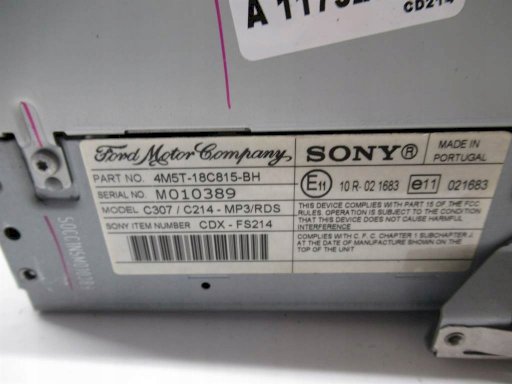 CD214
Ford Motor Company,
SONY®
MADE IN
PORTUGAL
PART NO. 4M5T-18C815-BH
SERIAL NO. M010389
MODEL C307 / C214 - MP3/RDS
SONY ITEM NUMBER CDX - FS214
E11 10 R - 02 1683 e11 021683
THIS DEVICE COMPLIES WITH PART 15 OF THE FCC
RULES. OPERATION IS SUBJECT TO THE CONDITION
THAT THIS DEVICE DOES NOT CAUSE HARMFUL
INTERFERENCE
COMPLIES WITH C. F. C. CHAPTER 1 SUBCHAPTER J,
AT THE DATE OF MANUFACTURE SHOWN ON THE
TOP OF THE UNIT